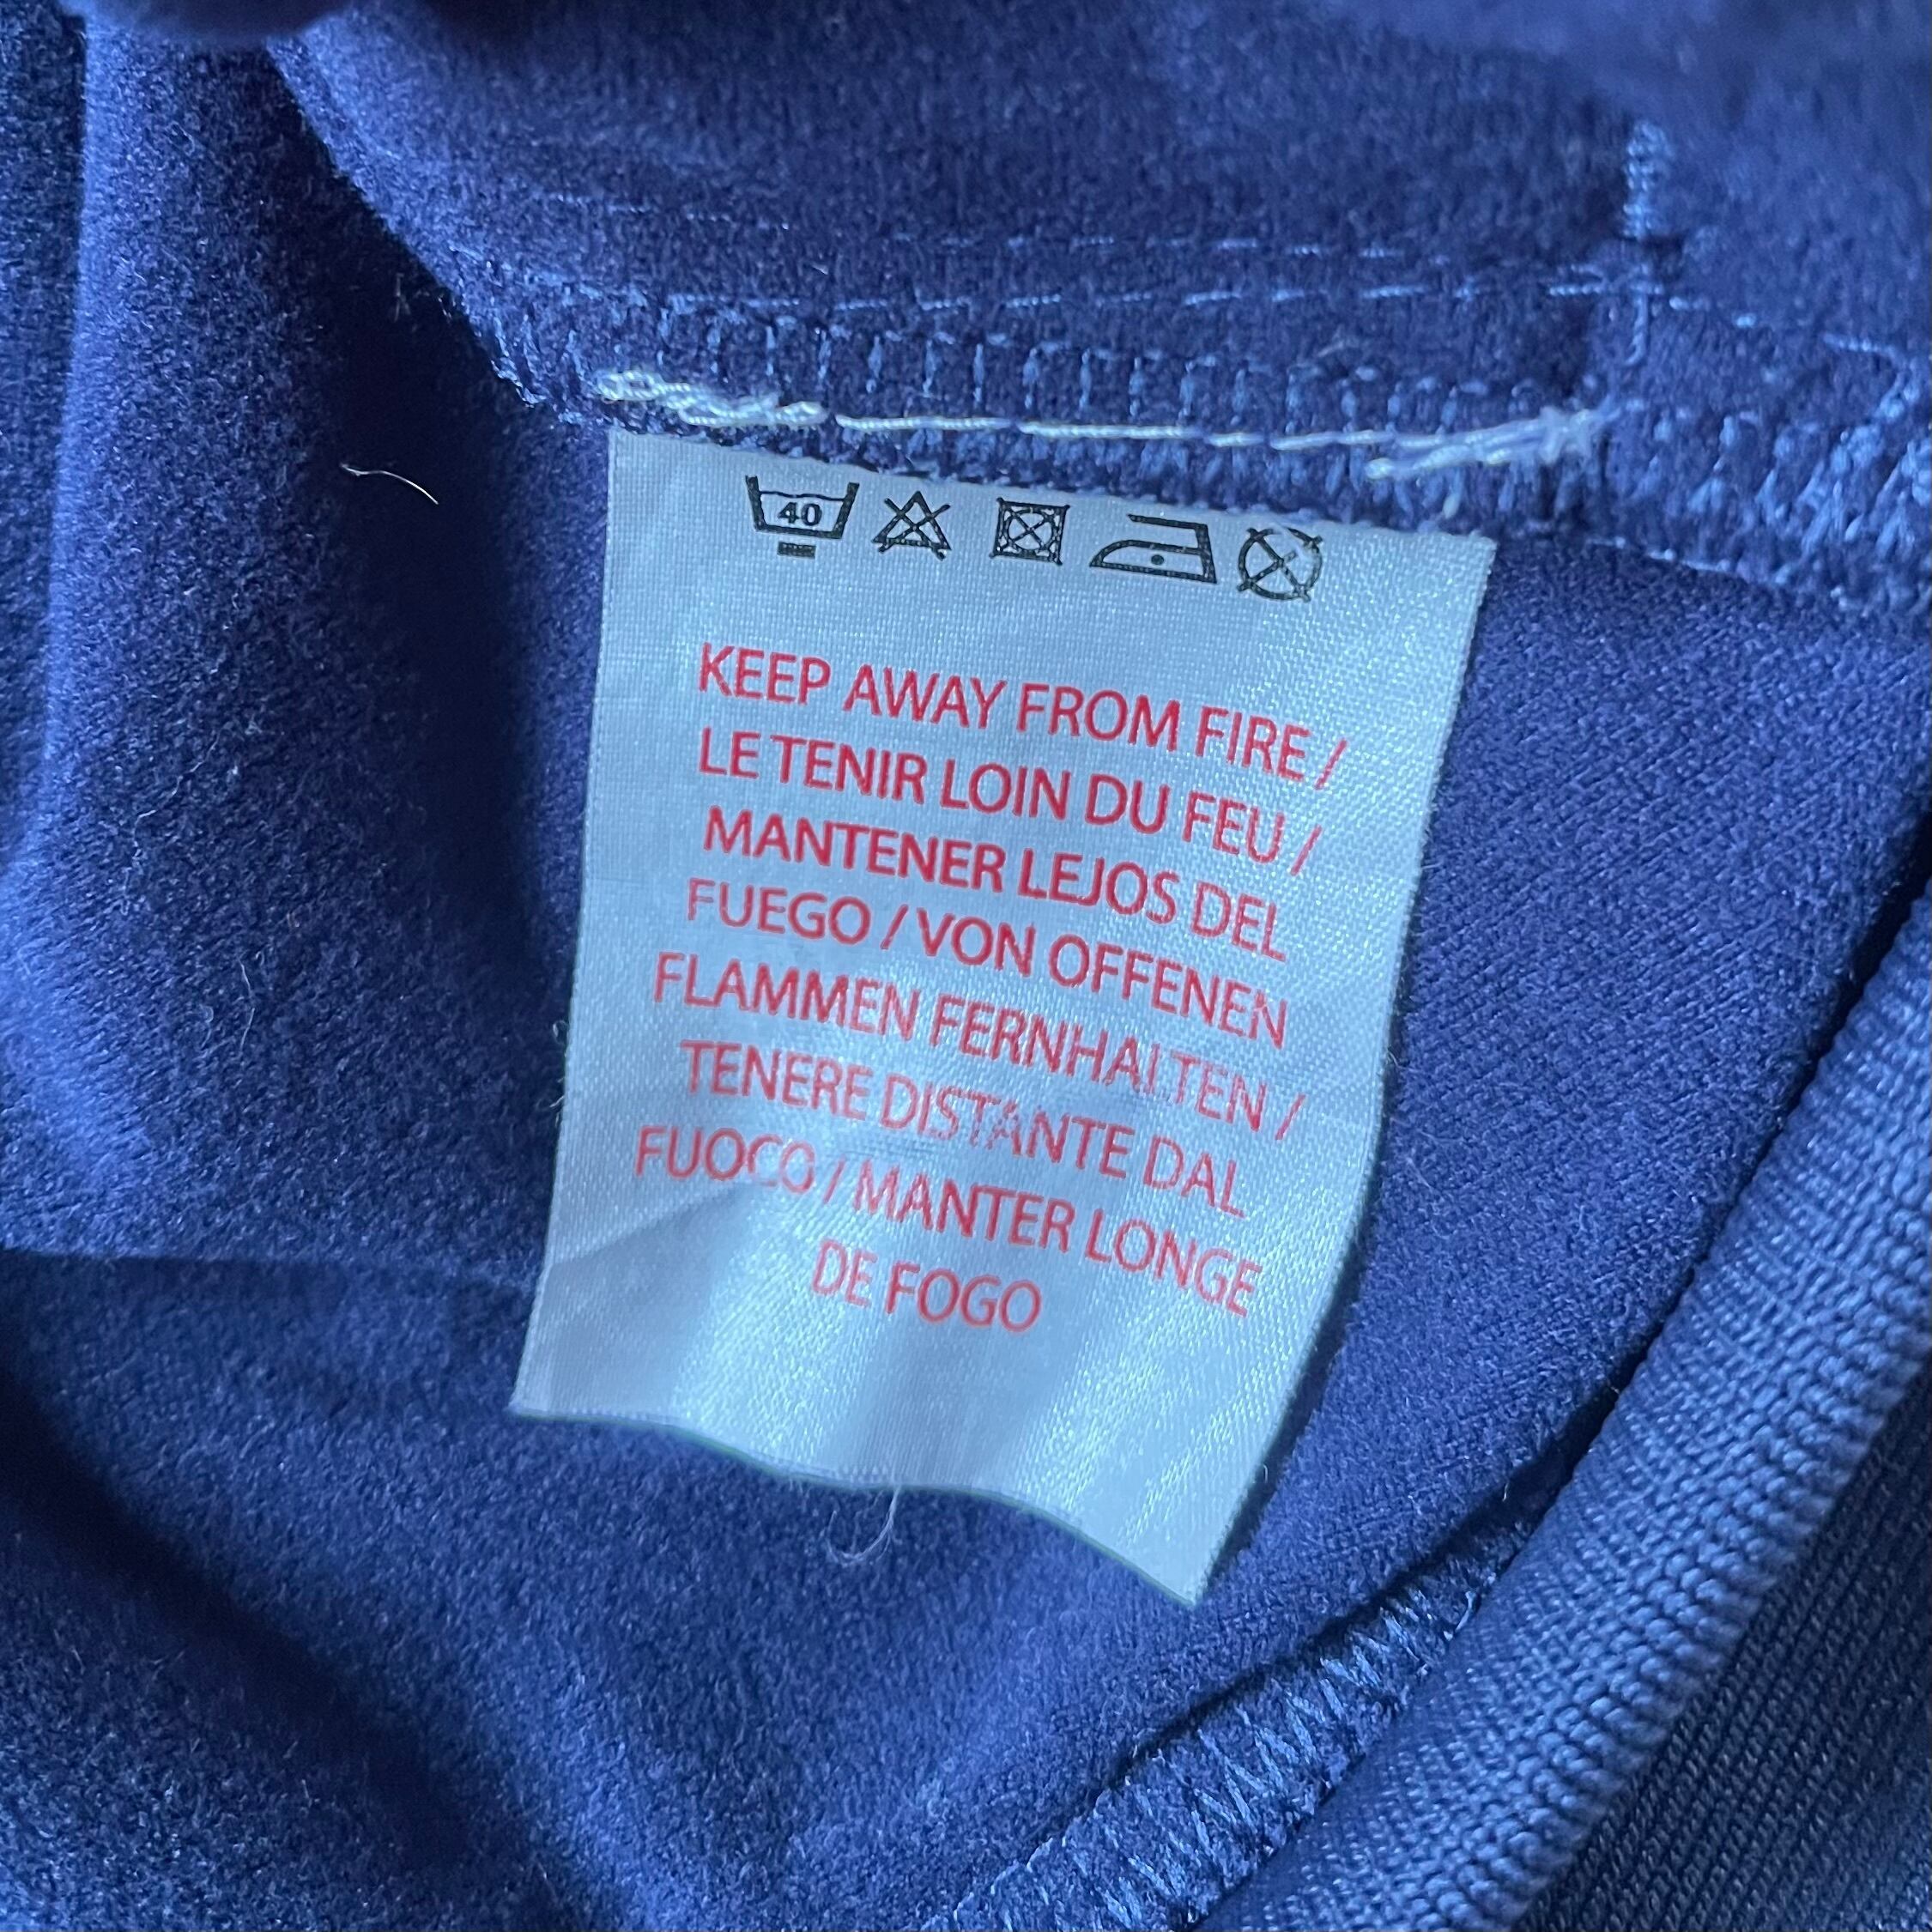 40
KEEP AWAY FROM FIRE /
LE TENIR LOIN DU FEU /
MANTENER LEJOS DEL
FUEGO / VON OFFENEN
FLAMMEN FERNHALTEN /
TENERE DISTANTE DAL
FUOCO / MANTER LONGE
DE FOGO